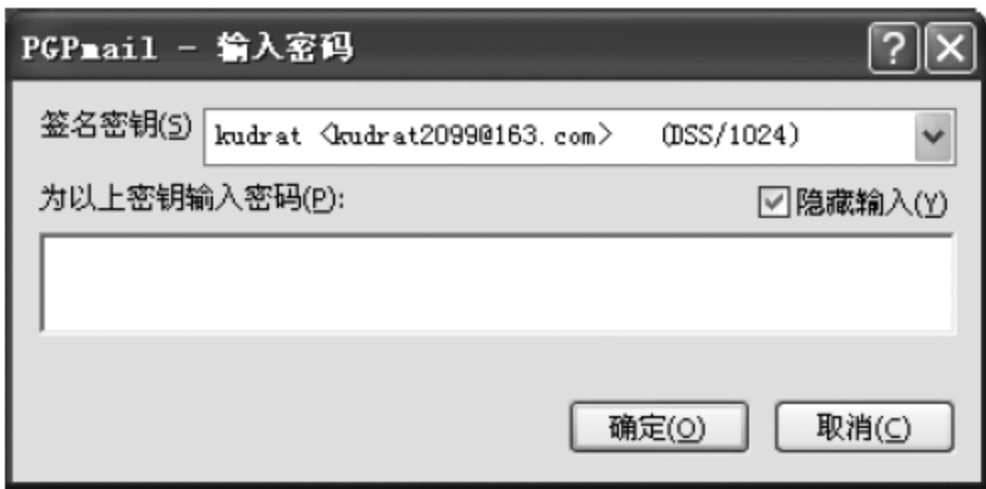 PGPmail - 输入密码
签名密钥(S) kudrat <kudrat2099@163.com> (DSS/1024)
为以上密钥输入密码(P): 隐藏输入(Y)
确定(O) 取消(C)